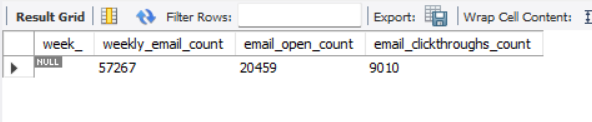 Result Grid Filter Rows: Export: Wrap Cell Content:
week_ weekly_email_count email_open_count email_clickthroughs_count
NULL 57267 20459 9010